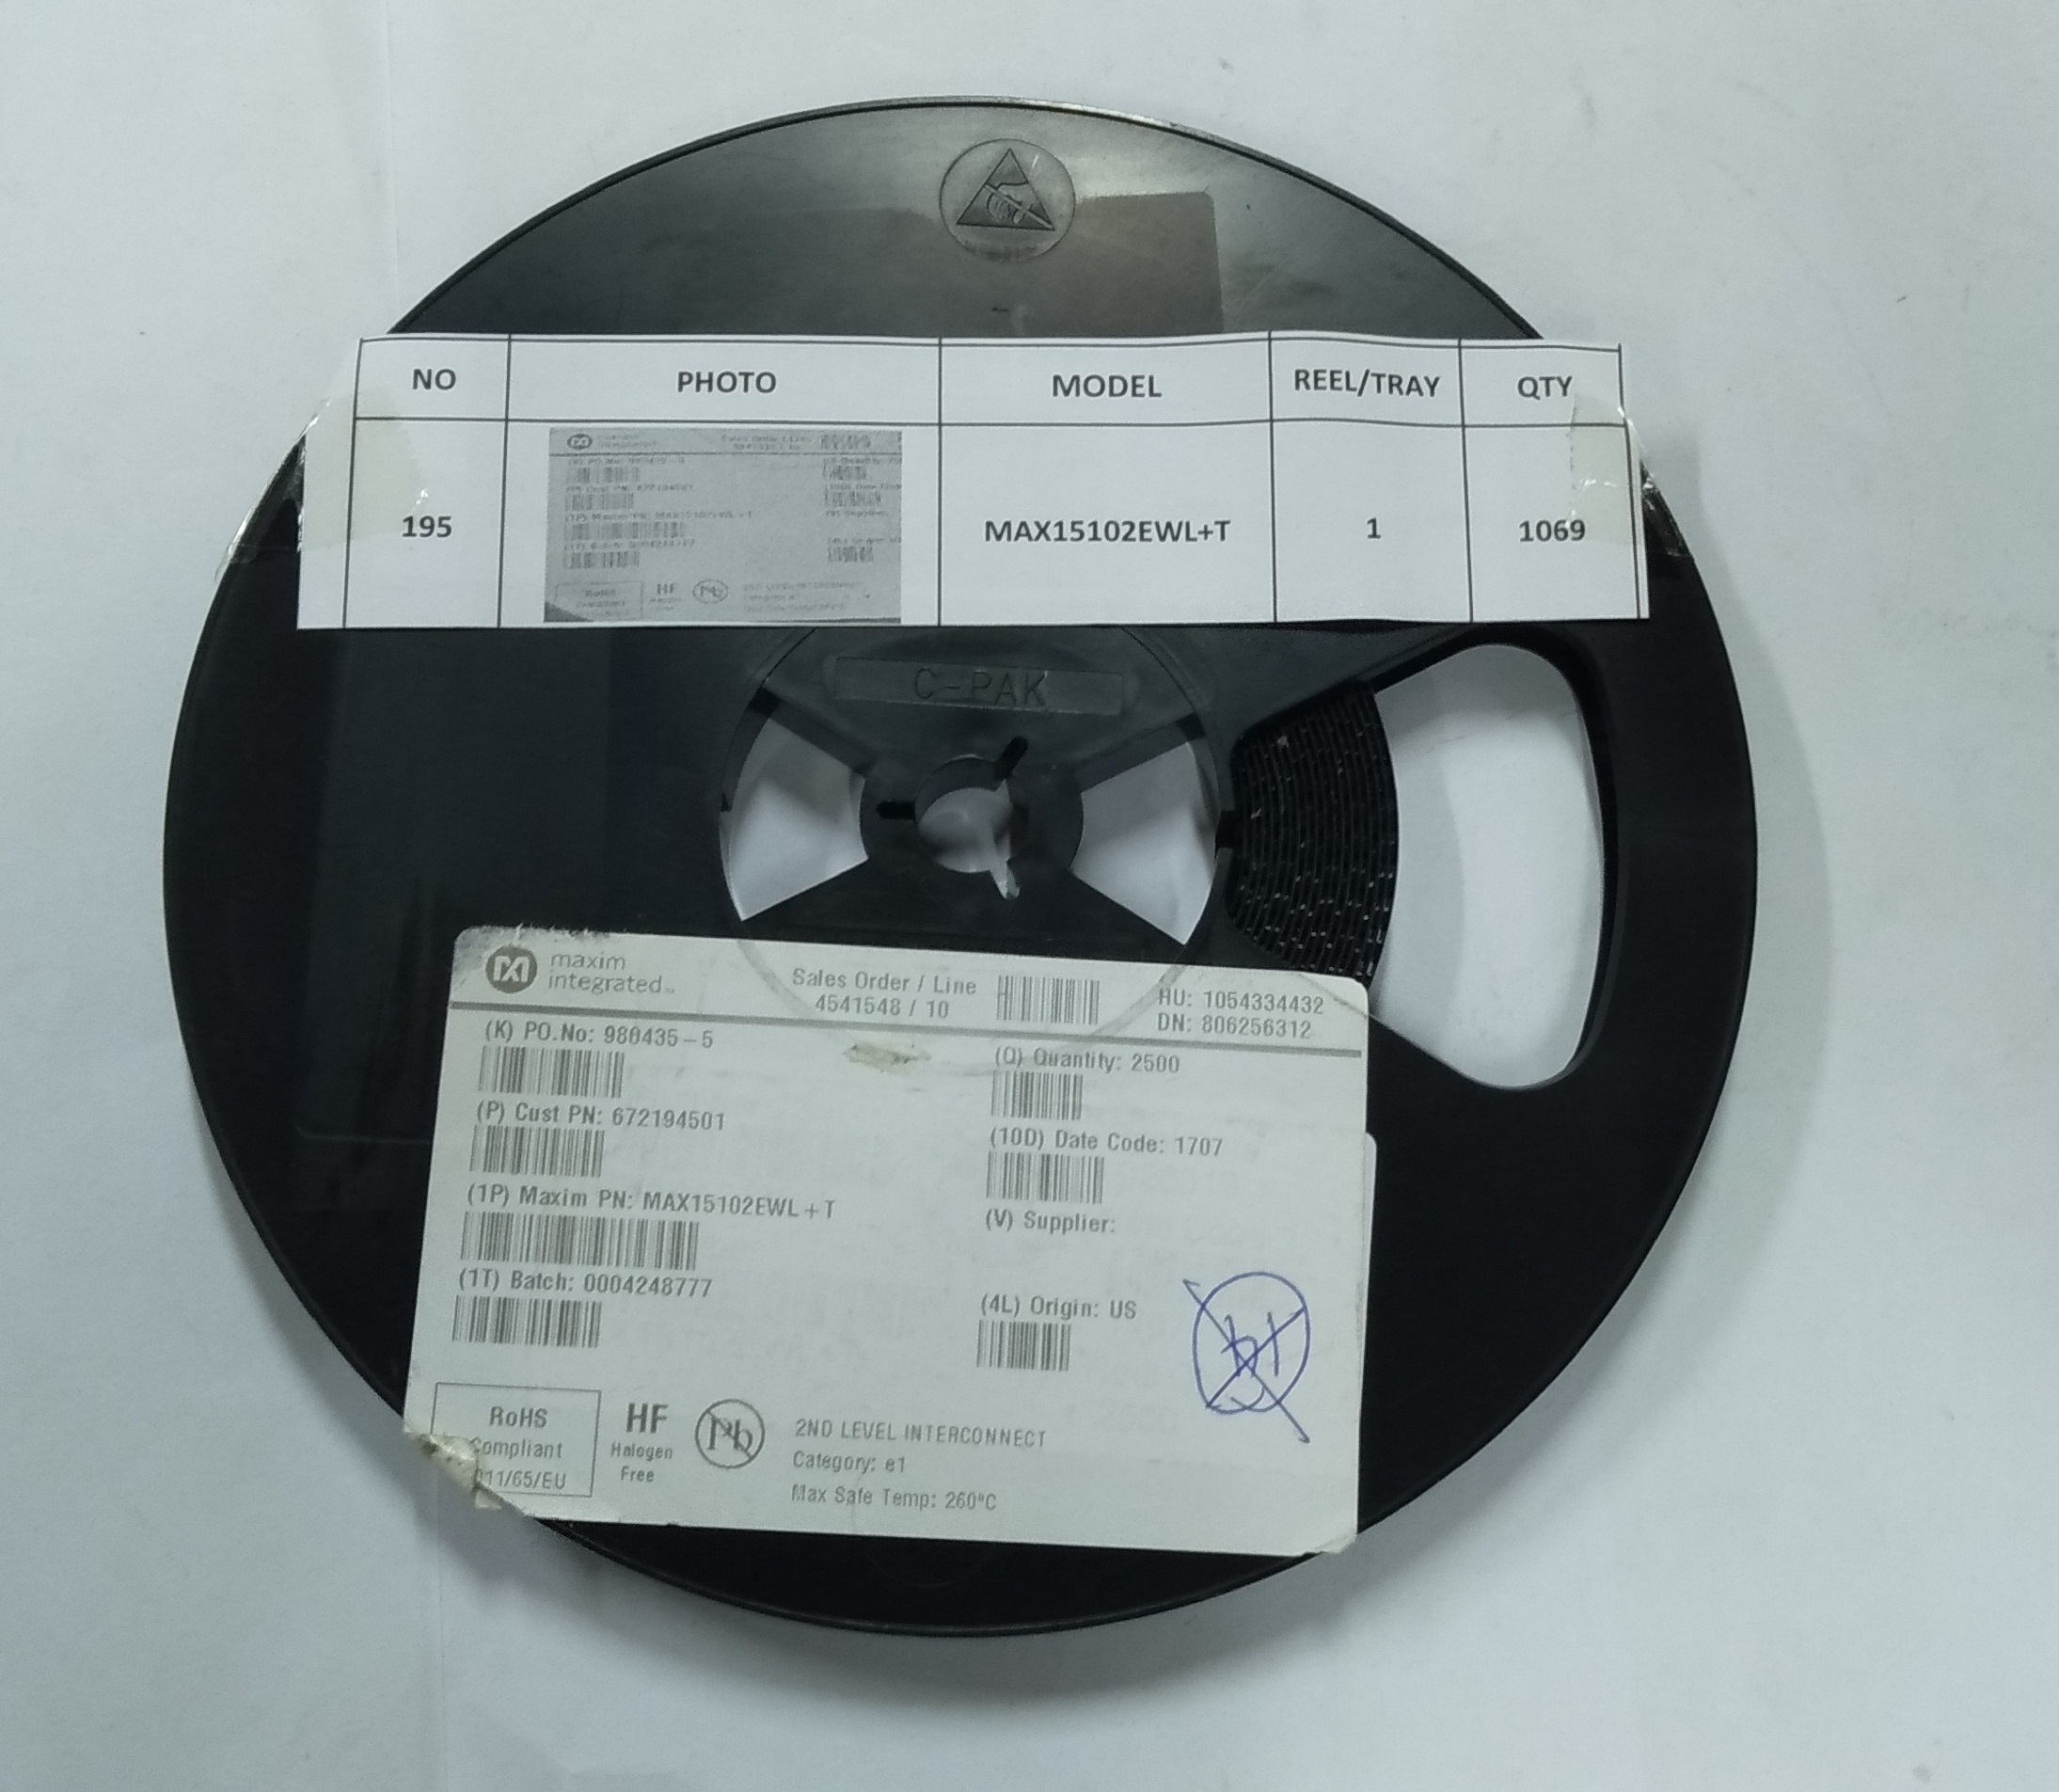 NO PHOTO MODEL REEL/TRAY QTY
195 MAX15102EWL+T 1 1069
C-PAK
maxim
integrated™
Sales Order / Line
4541548 / 10
HU: 1054334432
DN: 806256312
(K) PO.No: 980435-5
(Q) Quantity: 2500
(P) Cust PN: 672194501
(10D) Date Code: 1707
(1P) Maxim PN: MAX15102EWL+T
(V) Supplier:
(1T) Batch: 0004248777
(4L) Origin: US
RoHS
Compliant
011/65/EU
HF
Halogen
Free
Pb
2ND LEVEL INTERCONNECT
Category: e1
Max Safe Temp: 260°C